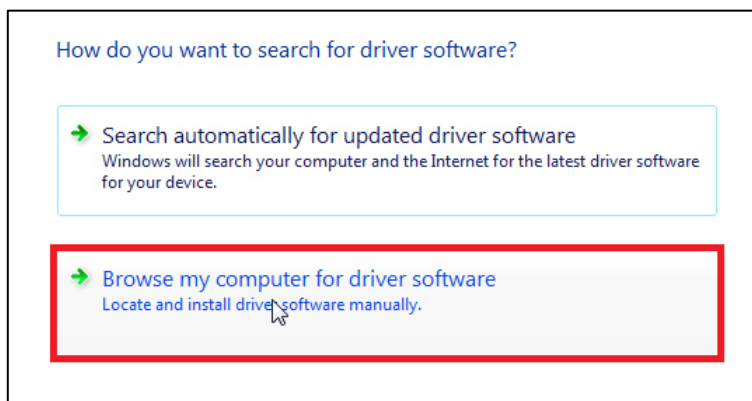 How do you want to search for driver software?
Search automatically for updated driver software
Windows will search your computer and the Internet for the latest driver software
for your device.
Browse my computer for driver software
Locate and install driver software manually.